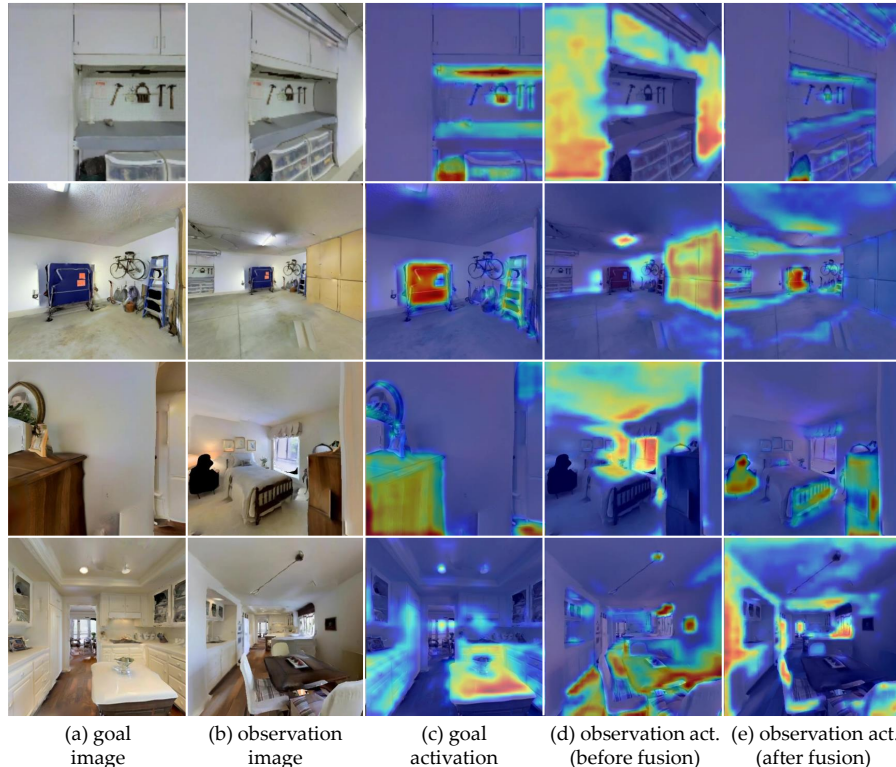 (a) goal
image
(b) observation
image
(c) goal
activation
(d) observation act.
(before fusion)
(e) observation act.
(after fusion)